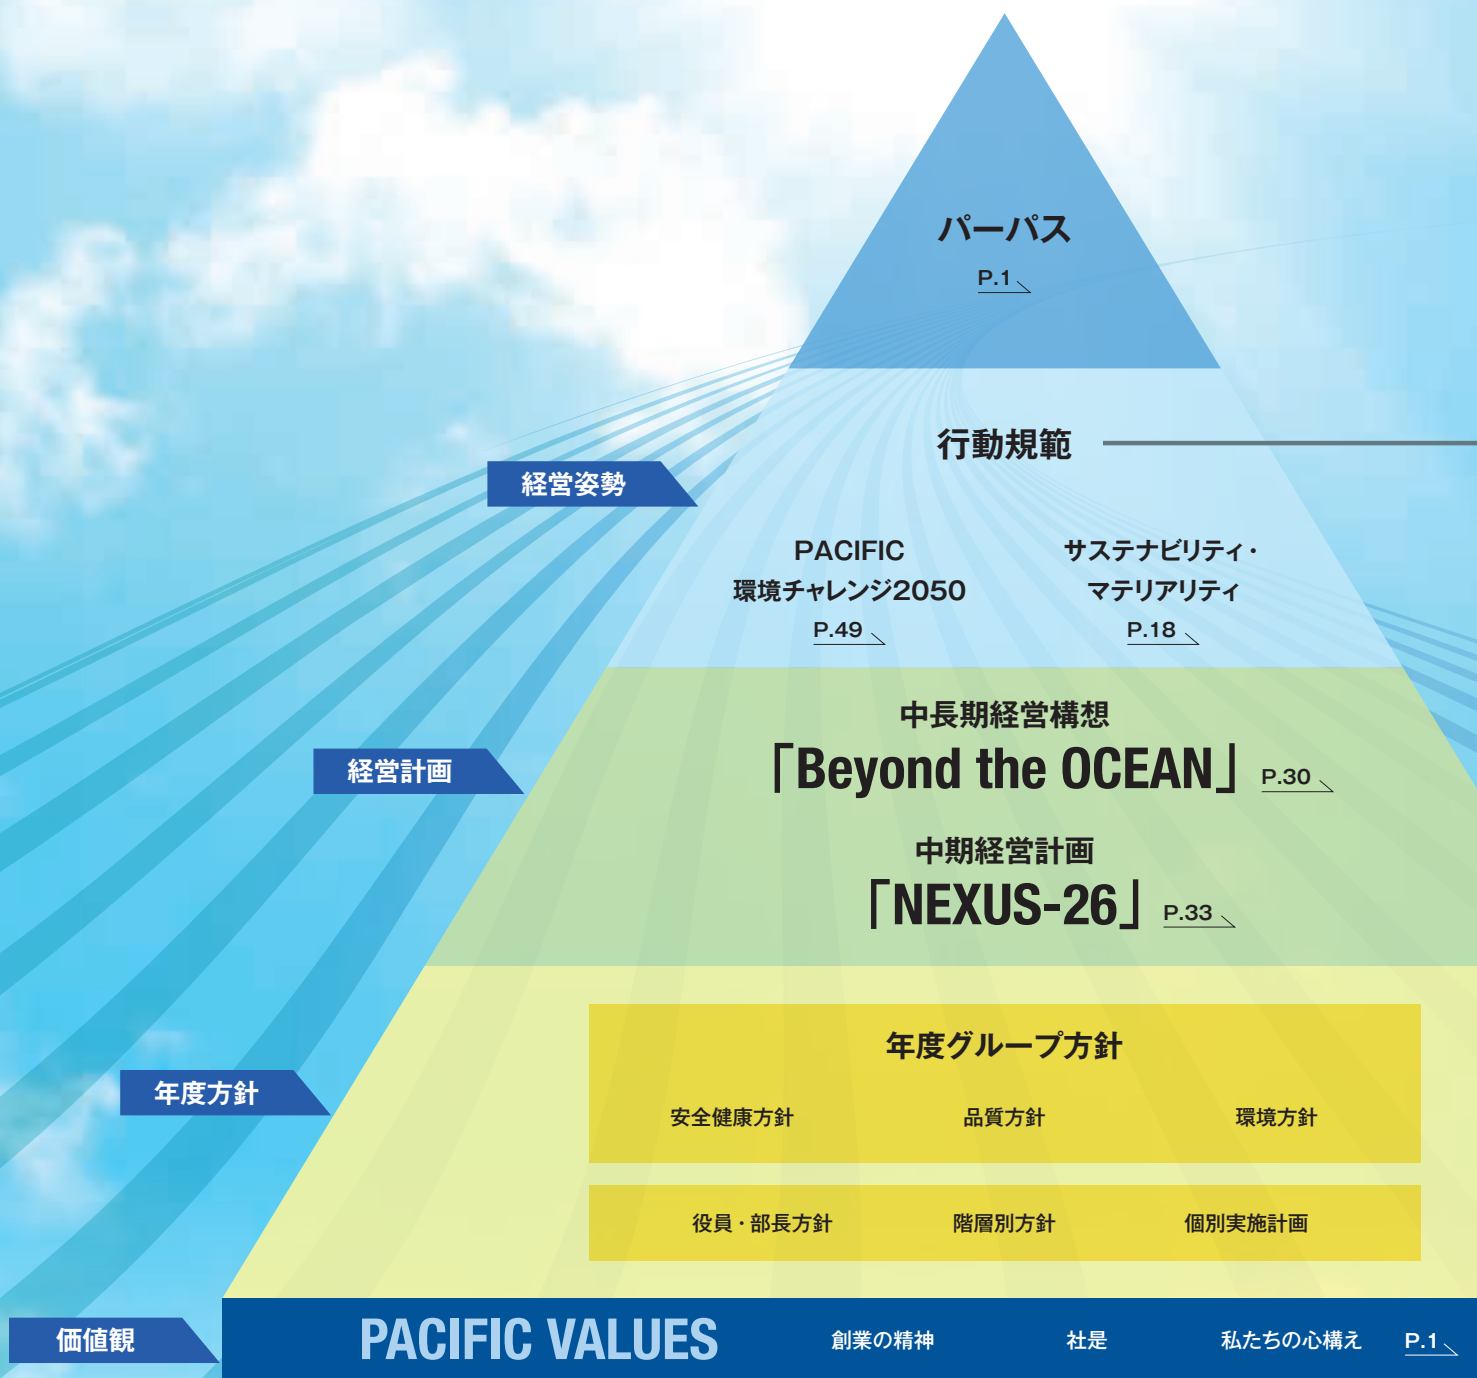 パーパス
P.1
行動規範
経営姿勢
PACIFIC
環境チャレンジ2050
P.49
サステナビリティ・
マテリアリティ
P.18
中長期経営構想
「Beyond the OCEAN」 P.30
経営計画
中期経営計画
「NEXUS-26」 P.33
年度グループ方針
年度方針
安全健康方針 品質方針 環境方針
役員・部長方針 階層別方針 個別実施計画
価値観 PACIFIC VALUES 創業の精神 社是 私たちの心構え P.1